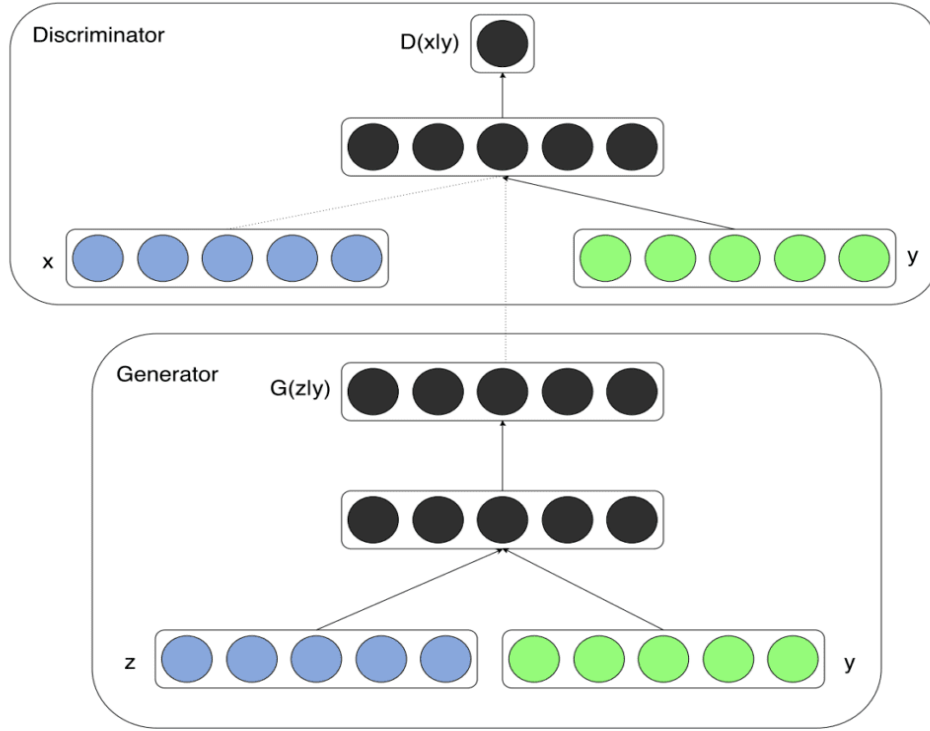 Discriminator
D(x|y)
x
y
Generator
G(z|y)
z
y